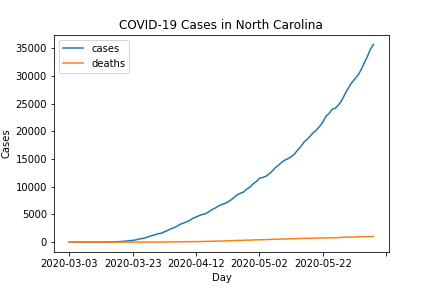 COVID-19 Cases in North Carolina
cases
deaths
35000
30000
25000
20000
15000
10000
5000
0
Cases
2020-03-03 2020-03-23 2020-04-12 2020-05-02 2020-05-22
Day